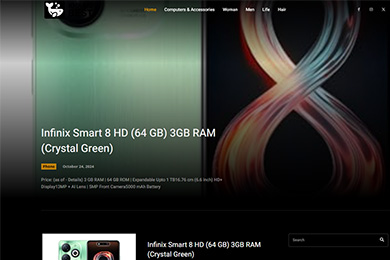 Home Computers & Accessories Woman Men Life Hair
Infinix Smart 8 HD (64 GB) 3GB RAM
(Crystal Green)
Phone October 24, 2024
Price: (as of - Details) 3 GB RAM | 64 GB ROM | Expandable Upto 1 TB16.76 cm (6.6 inch) HD+
Display12MP + AI Lens | 5MP Front Camera5000 mAh Battery
Infinix Smart 8 HD (64 GB) 3GB RAM
(Crystal Green)
Search